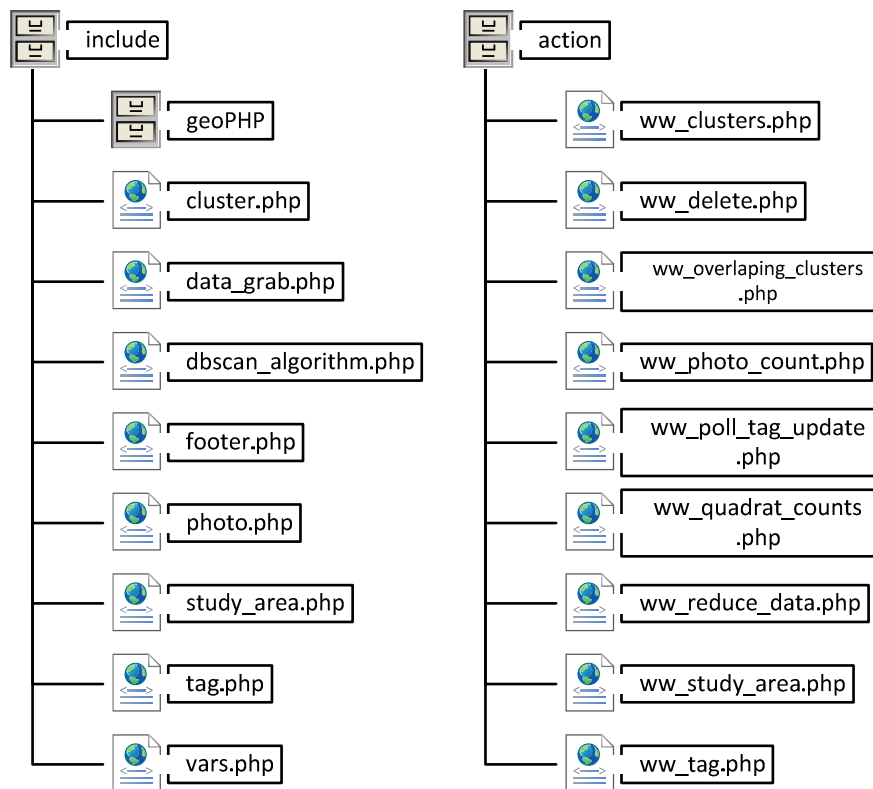 include
geoPHP
cluster.php
data_grab.php
dbscan_algorithm.php
footer.php
photo.php
study_area.php
tag.php
vars.php
action
ww_clusters.php
ww_delete.php
ww_overlaping_clusters
.php
ww_photo_count.php
ww_poll_tag_update
.php
ww_quadrat_counts
.php
ww_reduce_data.php
ww_study_area.php
ww_tag.php